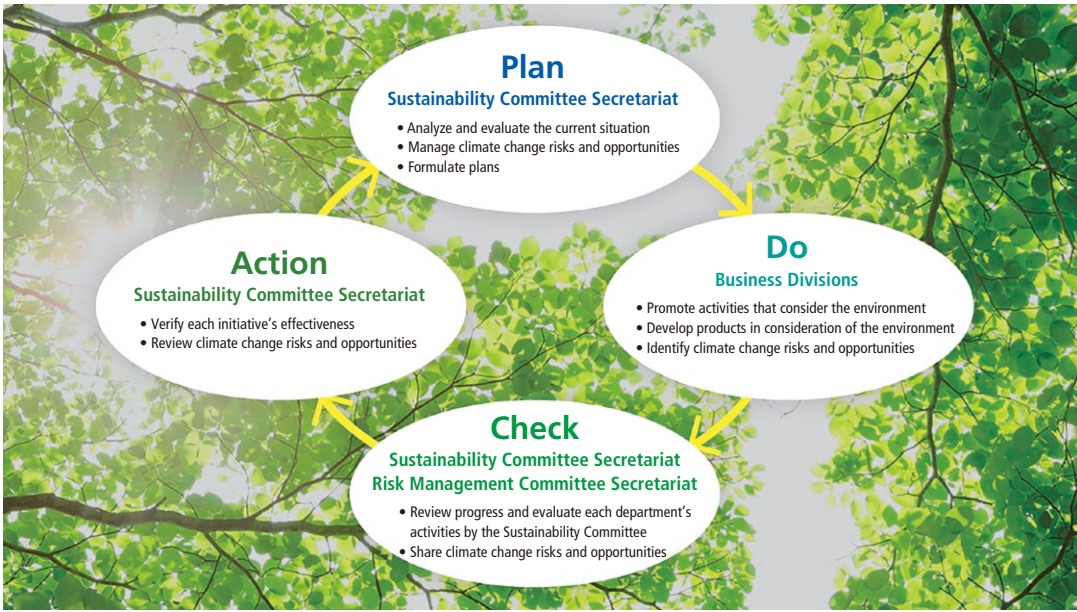 Plan
Sustainability Committee Secretariat
• Analyze and evaluate the current situation
• Manage climate change risks and opportunities
• Formulate plans
Do
Business Divisions
• Promote activities that consider the environment
• Develop products in consideration of the environment
• Identify climate change risks and opportunities
Check
Sustainability Committee Secretariat
Risk Management Committee Secretariat
• Review progress and evaluate each department's
activities by the Sustainability Committee
• Share climate change risks and opportunities
Action
Sustainability Committee Secretariat
• Verify each initiative's effectiveness
• Review climate change risks and opportunities